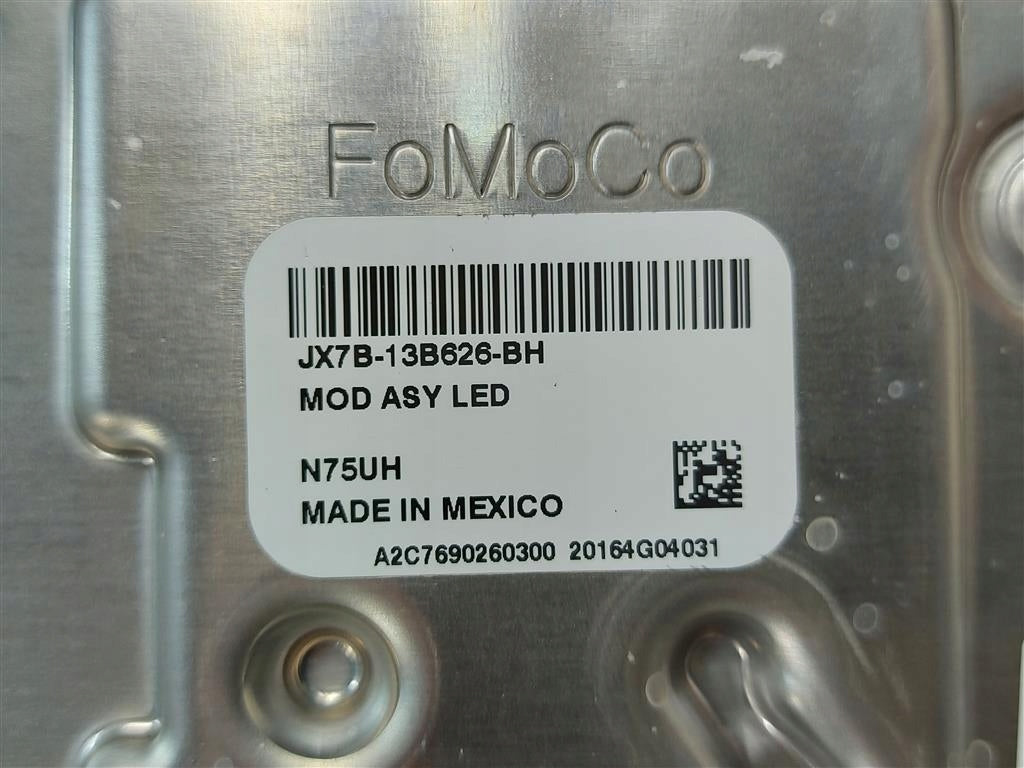 FoMoCo
JX7B-13B626-BH
MOD ASY LED
N75UH
MADE IN MEXICO
A2C7690260300 20164G04031